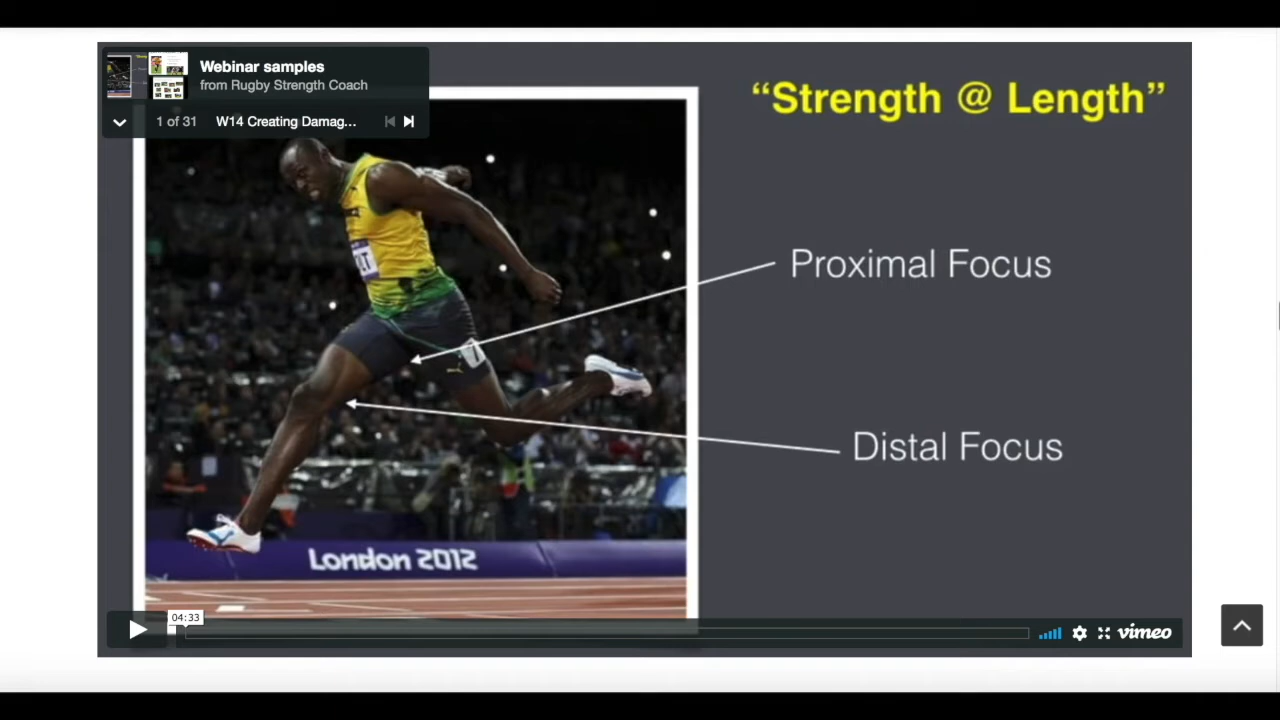 Webinar samples
from Rugby Strength Coach
1 of 31 W14 Creating Damag...
“Strength @ Length”
Proximal Focus
LT
Distal Focus
London 2012
04:33
vimeo